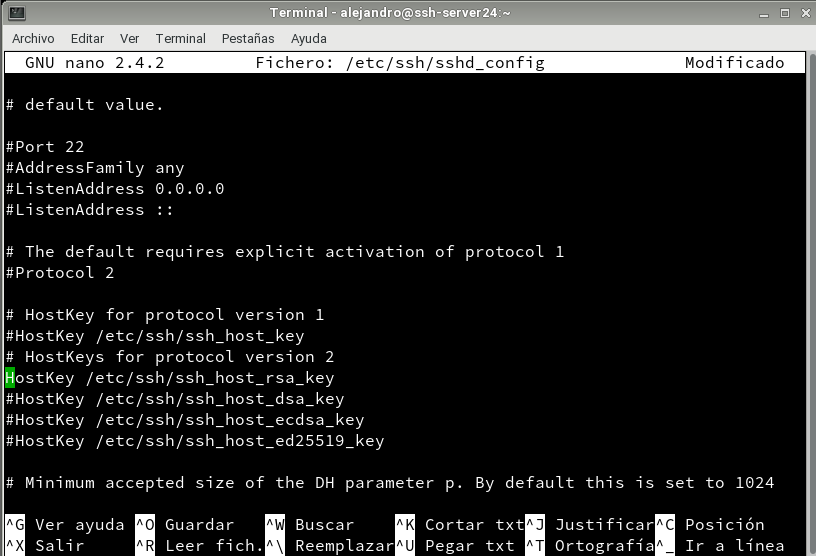 Terminal - alejandro@ssh-server24:~
Archivo Editar Ver Terminal Pestañas Ayuda
GNU nano 2.4.2 Fichero: /etc/ssh/sshd_config Modificado
# default value.
#Port 22
#AddressFamily any
#ListenAddress 0.0.0.0
#ListenAddress ::
# The default requires explicit activation of protocol 1
#Protocol 2
# HostKey for protocol version 1
#HostKey /etc/ssh/ssh_host_key
# HostKeys for protocol version 2
HostKey /etc/ssh/ssh_host_rsa_key
#HostKey /etc/ssh/ssh_host_dsa_key
#HostKey /etc/ssh/ssh_host_ecdsa_key
#HostKey /etc/ssh/ssh_host_ed25519_key
# Minimum accepted size of the DH parameter p. By default this is set to 1024
^G Ver ayuda ^O Guardar ^W Buscar ^K Cortar txt ^J Justificar ^C Posición
^X Salir ^R Leer fich. ^\ Reemplazar ^U Pegar txt ^T Ortografía ^_ Ir a línea